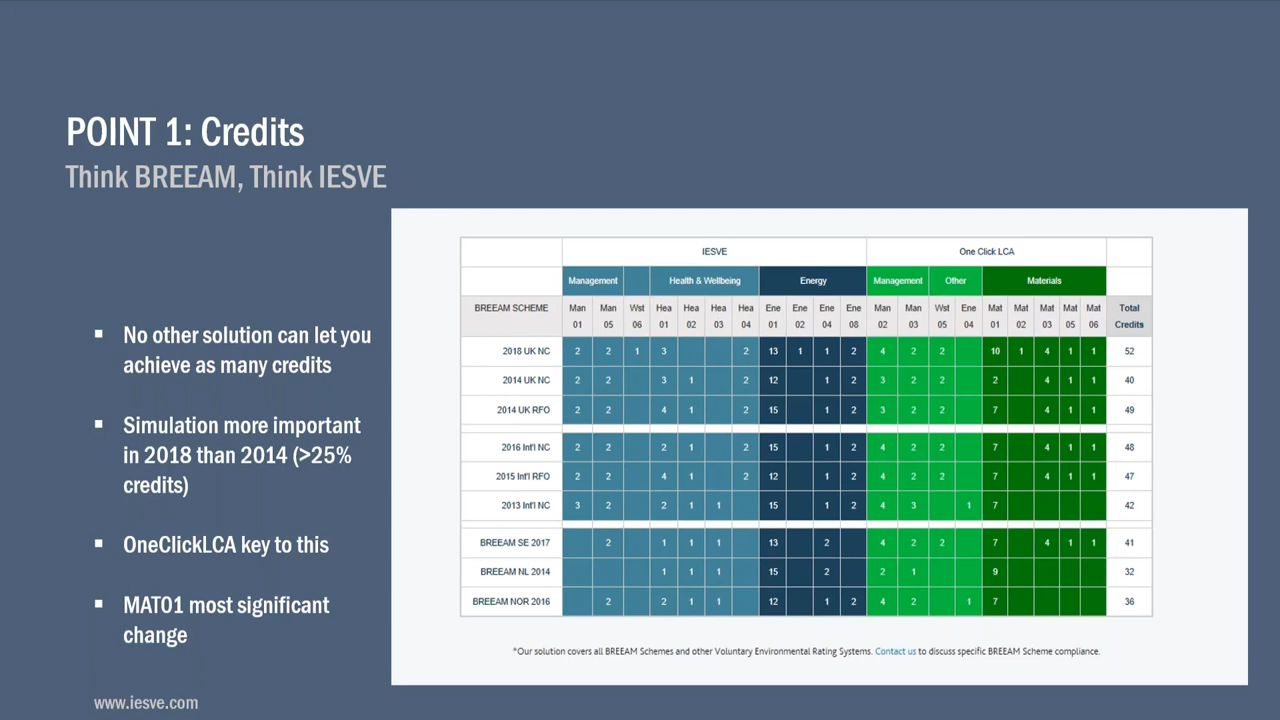 POINT 1: Credits
Think BREEAM, Think IESVE
▪ No other solution can let you
achieve as many credits
▪ Simulation more important
in 2018 than 2014 (>25%
credits)
▪ OneClickLCA key to this
▪ MAT01 most significant
change
www.iesve.com
IESVE One Click LCA
Management Health & Wellbeing Energy Management Other Materials
BREEAM SCHEME Man 01 Man 05 Wst 06 Hea 01 Hea 02 Hea 03 Hea 04 Ene 01 Ene 02 Ene 04 Ene 08 Man 02 Man 03 Wst 05 Ene 04 Mat 01 Mat 02 Mat 03 Mat 05 Mat 06 Total Credits
2018 UK NC 2 2 1 3 2 13 1 1 2 4 2 2 10 1 4 1 1 52
2014 UK NC 2 2 3 1 2 12 1 2 3 2 2 2 4 1 1 40
2014 UK RFO 2 2 4 1 2 15 1 2 3 2 2 7 4 1 1 49
2016 Int'l NC 2 2 2 1 2 15 1 2 4 2 2 7 4 1 1 48
2015 Int'l RFO 2 2 4 1 2 12 1 2 4 2 2 7 4 1 1 47
2013 Int'l NC 3 2 2 1 1 15 1 2 4 3 1 7 42
BREEAM SE 2017 2 1 1 1 13 2 4 2 2 7 4 1 1 41
BREEAM NL 2014 1 1 1 15 2 2 1 9 32
BREEAM NOR 2016 2 2 1 1 12 1 2 4 2 1 7 36
*Our solution covers all BREEAM Schemes and other Voluntary Environmental Rating Systems. Contact us to discuss specific BREEAM Scheme compliance.